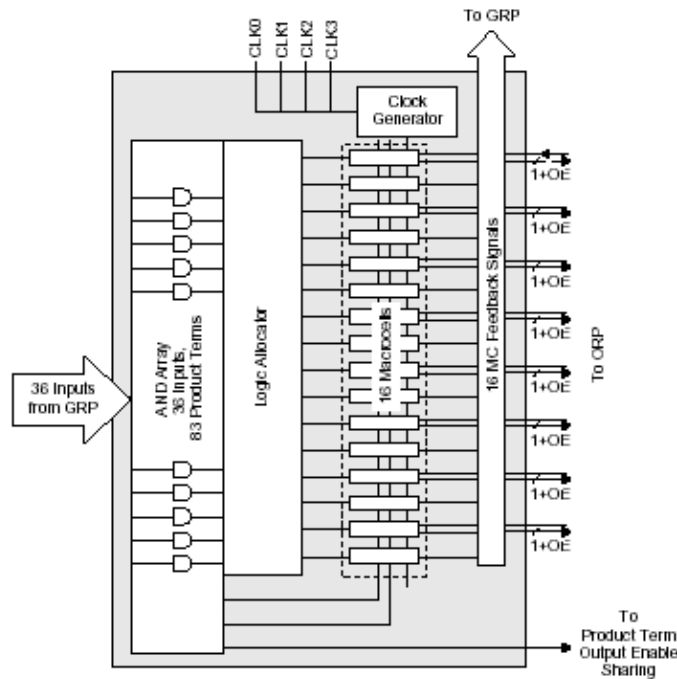 To GRP
CLK0
CLK1
CLK2
CLK3
Clock
Generator
36 Inputs
from GRP
AND Array
36 Inputs,
83 Product Terms
Logic Allocator
16 Macrocells
16 MC Feedback Signals
1+OE
1+OE
1+OE
1+OE
1+OE
1+OE
1+OE
1+OE
To ORP
To
Product Term
Output Enable
Sharing